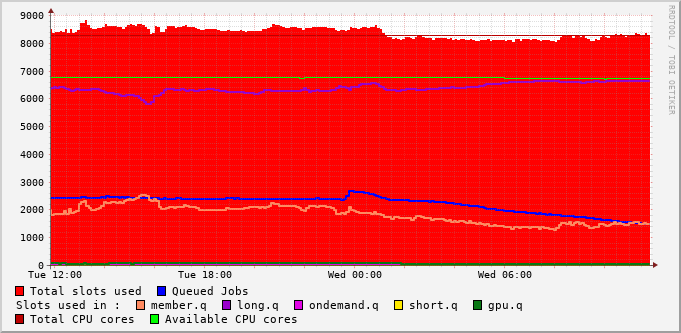 RRDTOOL / TOBI OETIKER
9000
8000
7000
6000
5000
4000
3000
2000
1000
0
Tue 12:00 Tue 18:00 Wed 00:00 Wed 06:00
Total slots used Queued Jobs
Slots used in : member.q long.q ondemand.q short.q gpu.q
Total CPU cores Available CPU cores